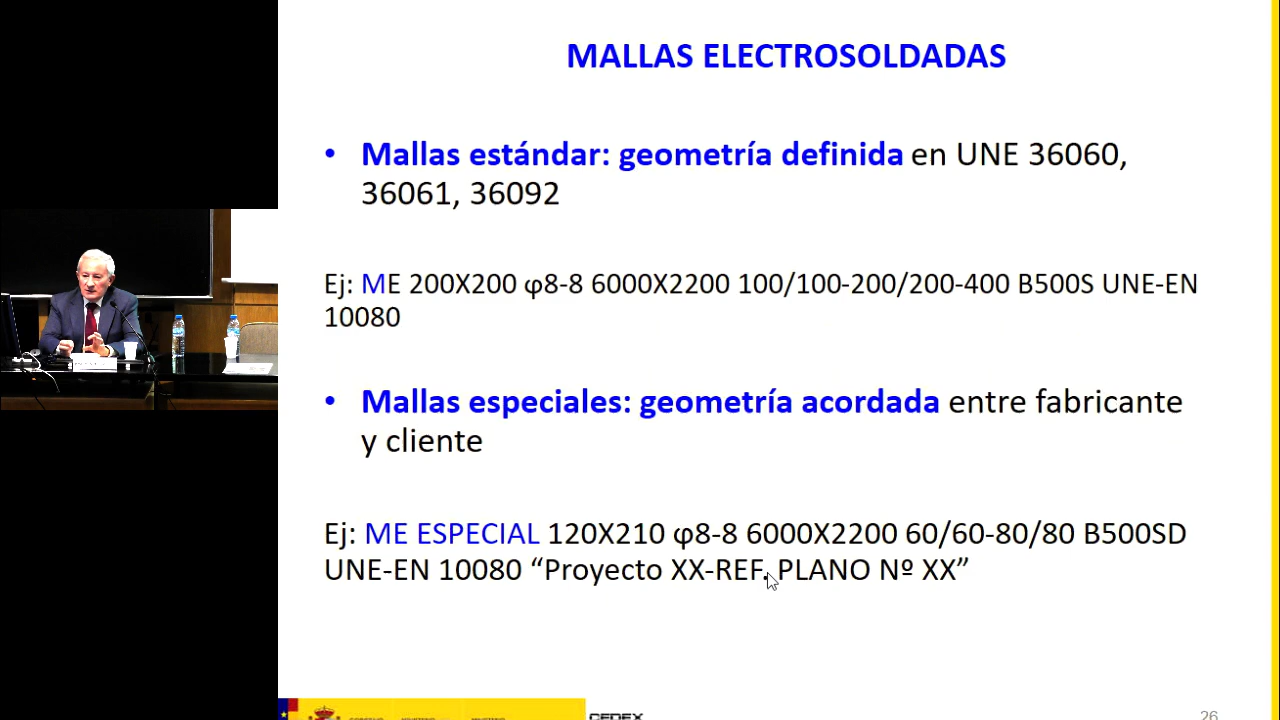 MALLAS ELECTROSOLDADAS
• Mallas estándar: geometría definida en UNE 36060,
36061, 36092
Ej: ME 200X200 φ8-8 6000X2200 100/100-200/200-400 B500S UNE-EN
10080
• Mallas especiales: geometría acordada entre fabricante
y cliente
Ej: ME ESPECIAL 120X210 φ8-8 6000X2200 60/60-80/80 B500SD
UNE-EN 10080 “Proyecto XX-REF. PLANO Nº XX”
CEDEX
26